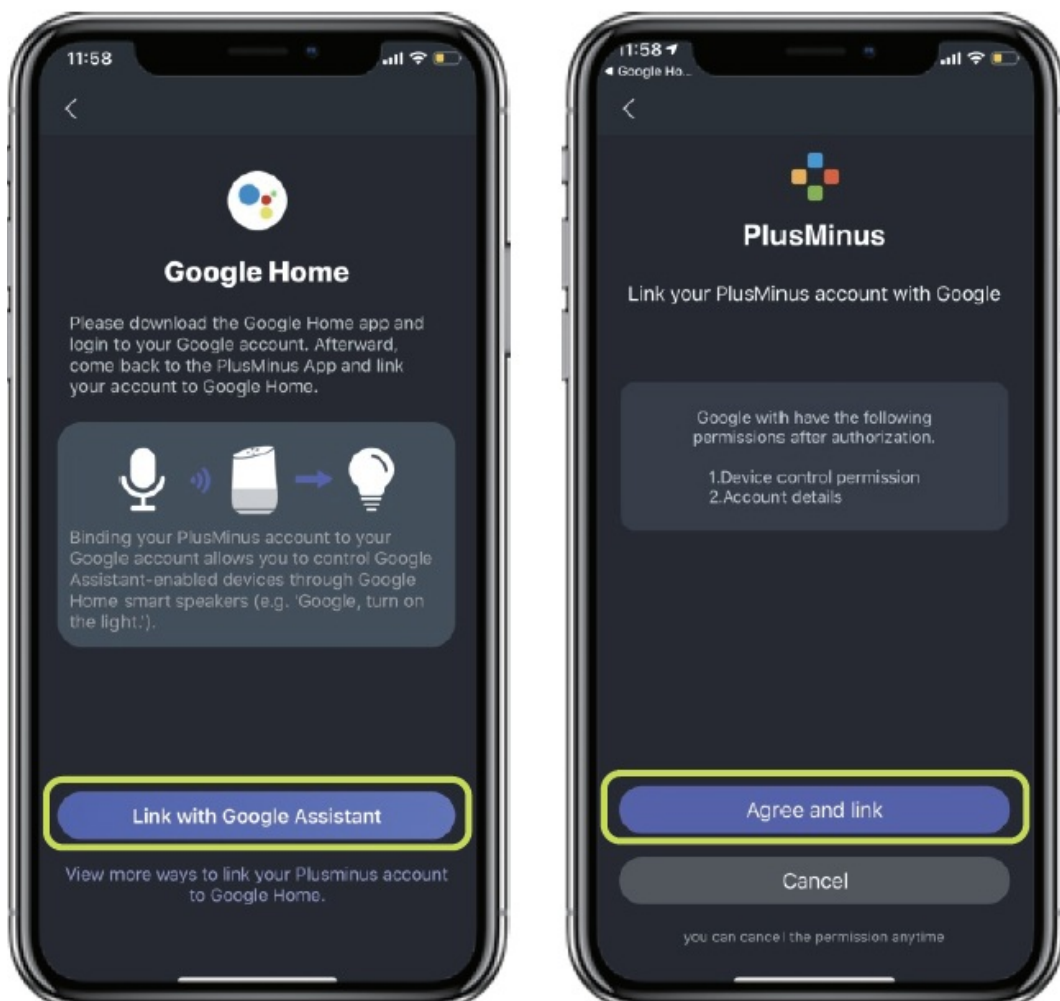 11:58
Google Home
Please download the Google Home app and
login to your Google account. Afterward,
come back to the PlusMinus App and link
your account to Google Home.
Binding your PlusMinus account to your
Google account allows you to control Google
Assistant-enabled devices through Google
Home smart speakers (e.g. 'Google, turn on
the light.').
Link with Google Assistant
View more ways to link your Plusminus account
to Google Home.
11:58
Google Ho...
PlusMinus
Link your PlusMinus account with Google
Google with have the following
permissions after authorization.
1.Device control permission
2.Account details
Agree and link
Cancel
you can cancel the permission anytime